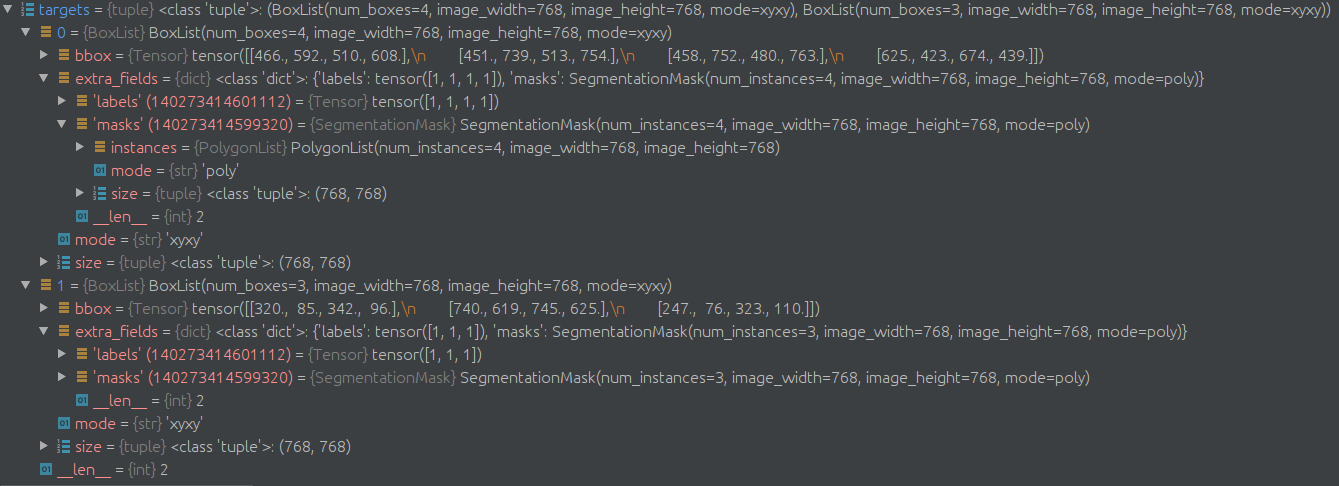 targets = {tuple} <class 'tuple'>: (BoxList(num_boxes=4, image_width=768, image_height=768, mode=xyxy), BoxList(num_boxes=3, image_width=768, image_height=768, mode=xyxy))
0 = {BoxList} BoxList(num_boxes=4, image_width=768, image_height=768, mode=xyxy)
bbox = {Tensor} tensor([[466., 592., 510., 608.],\n        [451., 739., 513., 754.],\n        [458., 752., 480., 763.],\n        [625., 423., 674., 439.]])
extra_fields = {dict} <class 'dict'>: {'labels': tensor([1, 1, 1, 1]), 'masks': SegmentationMask(num_instances=4, image_width=768, image_height=768, mode=poly)}
'labels' (140273414601112) = {Tensor} tensor([1, 1, 1, 1])
'masks' (140273414599320) = {SegmentationMask} SegmentationMask(num_instances=4, image_width=768, image_height=768, mode=poly)
instances = {PolygonList} PolygonList(num_instances=4, image_width=768, image_height=768)
01 mode = {str} 'poly'
size = {tuple} <class 'tuple'>: (768, 768)
01 __len__ = {int} 2
01 mode = {str} 'xyxy'
size = {tuple} <class 'tuple'>: (768, 768)
1 = {BoxList} BoxList(num_boxes=3, image_width=768, image_height=768, mode=xyxy)
bbox = {Tensor} tensor([[320.,  85., 342.,  96.],\n        [740., 619., 745., 625.],\n        [247.,  76., 323., 110.]])
extra_fields = {dict} <class 'dict'>: {'labels': tensor([1, 1, 1]), 'masks': SegmentationMask(num_instances=3, image_width=768, image_height=768, mode=poly)}
'labels' (140273414601112) = {Tensor} tensor([1, 1, 1])
'masks' (140273414599320) = {SegmentationMask} SegmentationMask(num_instances=3, image_width=768, image_height=768, mode=poly)
01 __len__ = {int} 2
01 mode = {str} 'xyxy'
size = {tuple} <class 'tuple'>: (768, 768)
01 __len__ = {int} 2